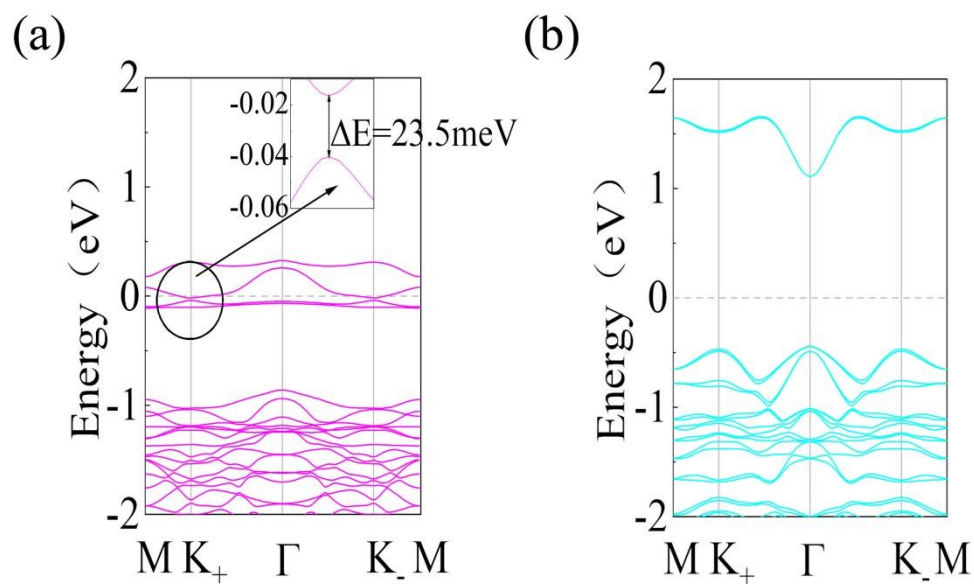 (a)
2
1
0
-1
-2
Energy (eV)
-0.02
-0.04
-0.06
ΔE=23.5meV
M K₊ Γ K₋ M
(b)
2
1
0
-1
-2
Energy (eV)
M K₊ Γ K₋ M